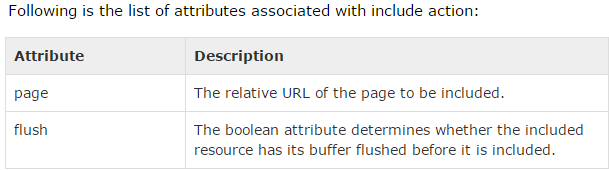 Following is the list of attributes associated with include action:
Attribute Description
page The relative URL of the page to be included.
flush The boolean attribute determines whether the included
resource has its buffer flushed before it is included.